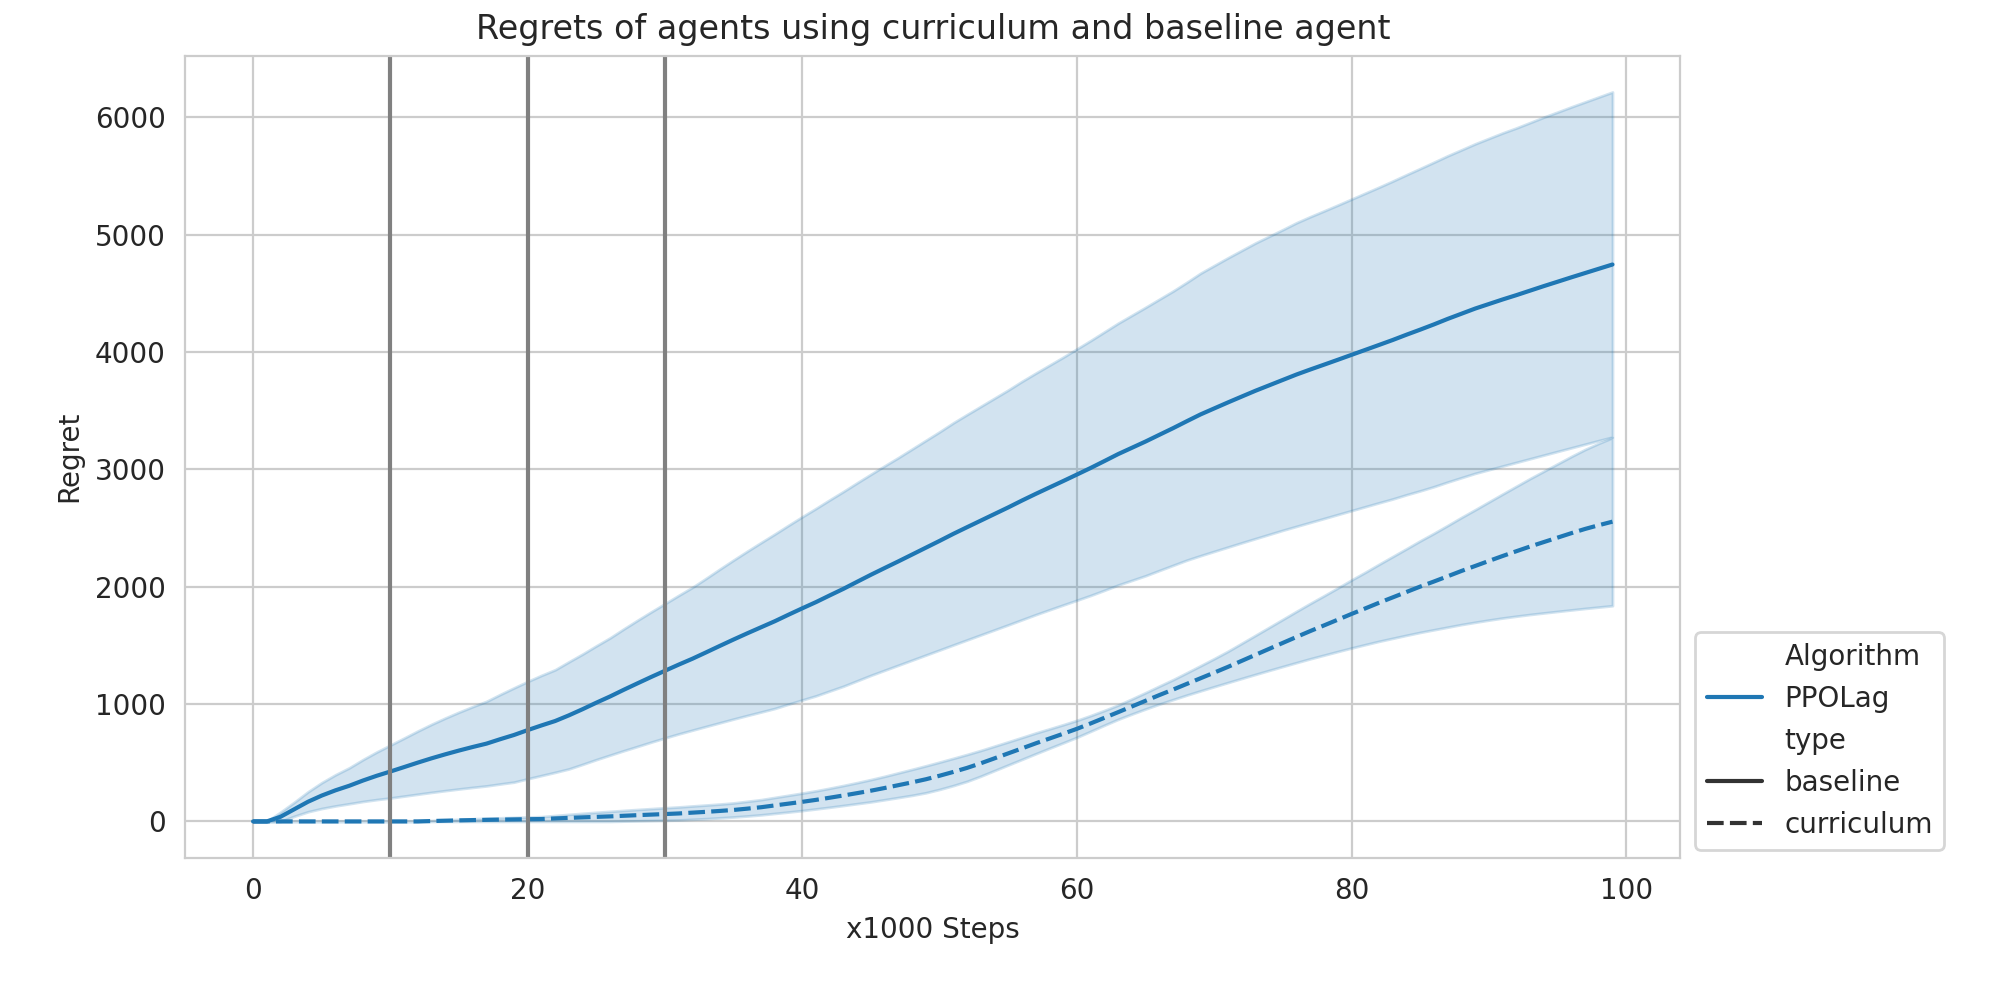 Regrets of agents using curriculum and baseline agent
6000
5000
4000
3000
2000
1000
0
Regret
0 20 40 60 80 100
x1000 Steps
Algorithm
PPOLag
type
baseline
curriculum